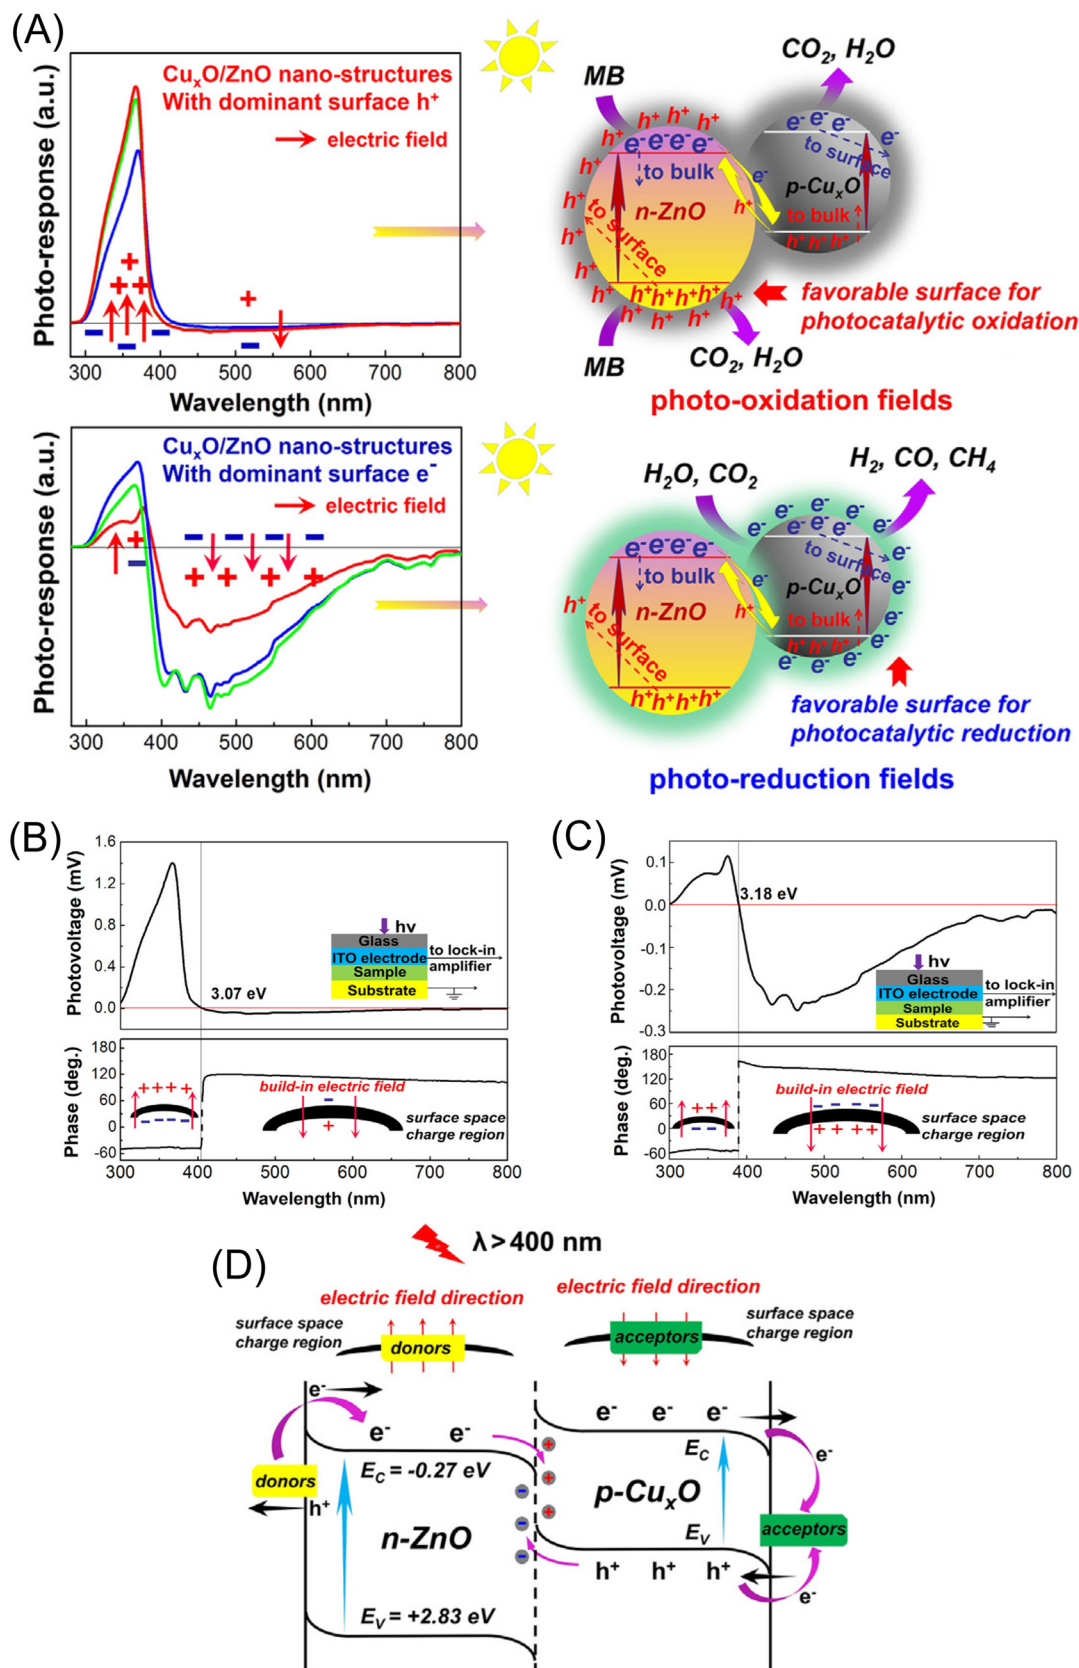 (A)
Photo-response (a.u.)
Cu_xO/ZnO nano-structures
With dominant surface h⁺
electric field
+
+ +
+
300 400 500 600 700 800
Wavelength (nm)
MB
CO₂, H₂O
h⁺ h⁺ h⁺ h⁺ h⁺
e⁻ e⁻ e⁻ e⁻
to bulk
n-ZnO
to surface
h⁺ h⁺ h⁺ h⁺
h⁺ h⁺ h⁺ h⁺
h⁺ h⁺ h⁺ h⁺ h⁺
e⁻
h⁺
e⁻ e⁻ e⁻ e⁻
to surface
p-Cu_xO
to bulk
h⁺ h⁺ h⁺
MB
CO₂, H₂O
favorable surface for
photocatalytic oxidation
photo-oxidation fields
Photo-response (a.u.)
Cu_xO/ZnO nano-structures
With dominant surface e⁻
electric field
+
+ + + +
300 400 500 600 700 800
Wavelength (nm)
H₂O, CO₂
H₂, CO, CH₄
e⁻ e⁻ e⁻ e⁻
to bulk
n-ZnO
h⁺
to surface
h⁺h⁺h⁺h⁺
e⁻
h⁺
e⁻ e⁻ e⁻ e⁻ e⁻
e⁻ e⁻ e⁻
to surface
p-Cu_xO
to bulk
h⁺ h⁺ h⁺
e⁻ e⁻ e⁻ e⁻ e⁻
favorable surface for
photocatalytic reduction
photo-reduction fields
(B)
Photovoltage (mV)
1.6
1.2
0.8
0.4
0.0
3.07 eV
hν
Glass
ITO electrode
Sample
Substrate
to lock-in
amplifier
Phase (deg.)
180
120
60
0
-60
++++
build-in electric field
+
surface space
charge region
300 400 500 600 700 800
Wavelength (nm)
(C)
Photovoltage (mV)
0.1
0.0
-0.1
-0.2
-0.3
3.18 eV
hν
Glass
ITO electrode
Sample
Substrate
to lock-in
amplifier
Phase (deg.)
180
120
60
0
-60
++
build-in electric field
++++
surface space
charge region
300 400 500 600 700 800
Wavelength (nm)
(D)
λ > 400 nm
electric field direction
electric field direction
surface space
charge region
donors
acceptors
surface space
charge region
e⁻
e⁻ e⁻
e⁻ e⁻ e⁻
E_C = -0.27 eV
E_C
e⁻
donors
h⁺
n-ZnO
p-Cu_xO
+
+
+
E_V
acceptors
h⁺ h⁺ h⁺
e⁻
E_V = +2.83 eV